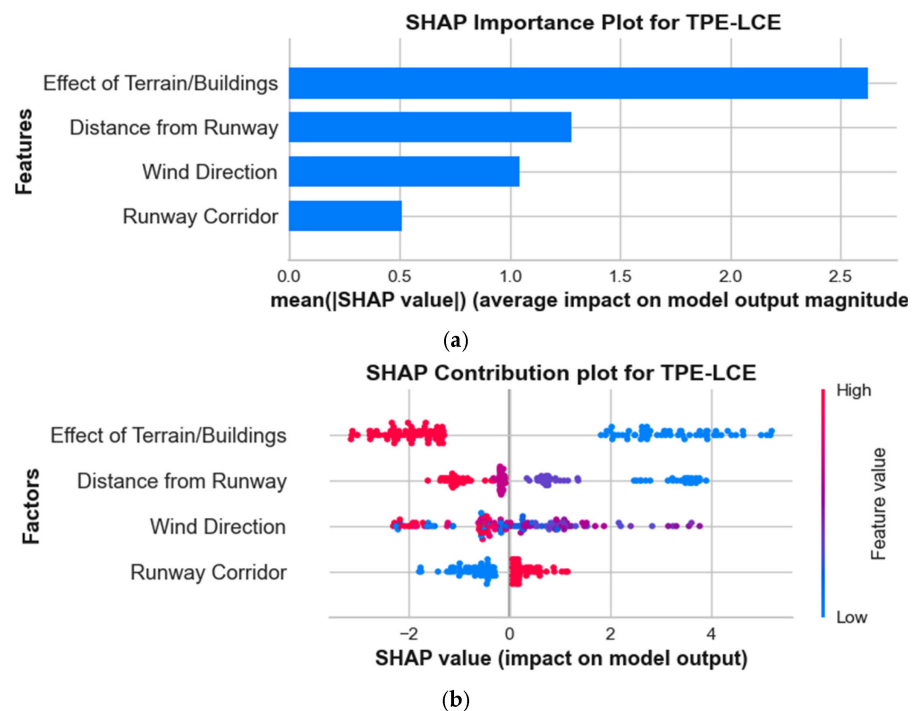 (a)
SHAP Importance Plot for TPE-LCE
Features
Effect of Terrain/Buildings
Distance from Runway
Wind Direction
Runway Corridor
0.0 0.5 1.0 1.5 2.0 2.5
mean(|SHAP value|) (average impact on model output magnitude
(a)
SHAP Contribution plot for TPE-LCE
Factors
Effect of Terrain/Buildings
Distance from Runway
Wind Direction
Runway Corridor
−2 0 2 4
SHAP value (impact on model output)
High
Feature value
Low
(b)